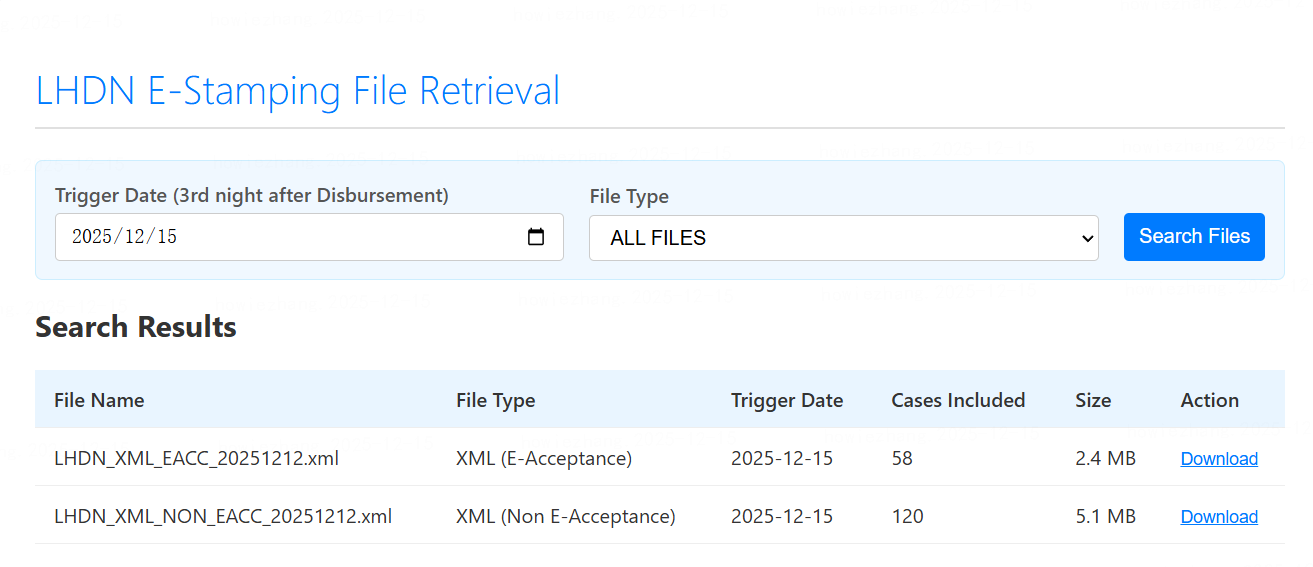 LHDN E-Stamping File Retrieval
Trigger Date (3rd night after Disbursement) File Type
2025/12/15 ALL FILES Search Files
Search Results
File Name File Type Trigger Date Cases Included Size Action
LHDN_XML_EACC_20251212.xml XML (E-Acceptance) 2025-12-15 58 2.4 MB Download
LHDN_XML_NON_EACC_20251212.xml XML (Non E-Acceptance) 2025-12-15 120 5.1 MB Download